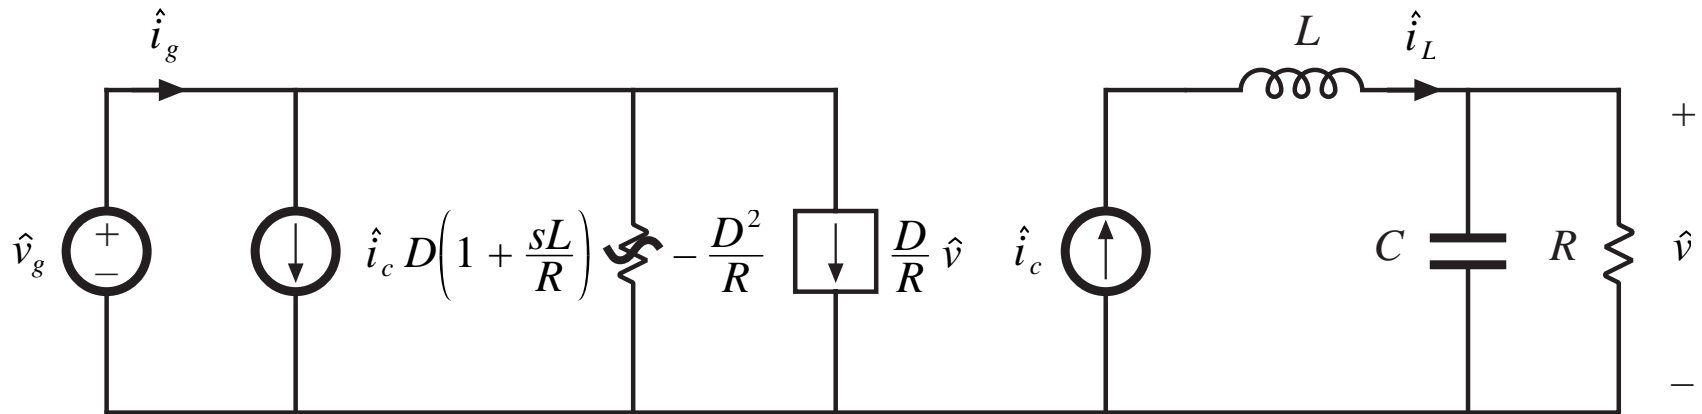 î_g
L
î_L
+
v̂_g
+
−
î_c D(1 + sL/R)
− D²/R
D/R v̂
î_c
C
R
v̂
−